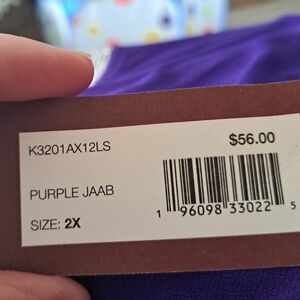 K3201AX12LS
$56.00
PURPLE JAAB
SIZE: 2X
1 96098 33022 5